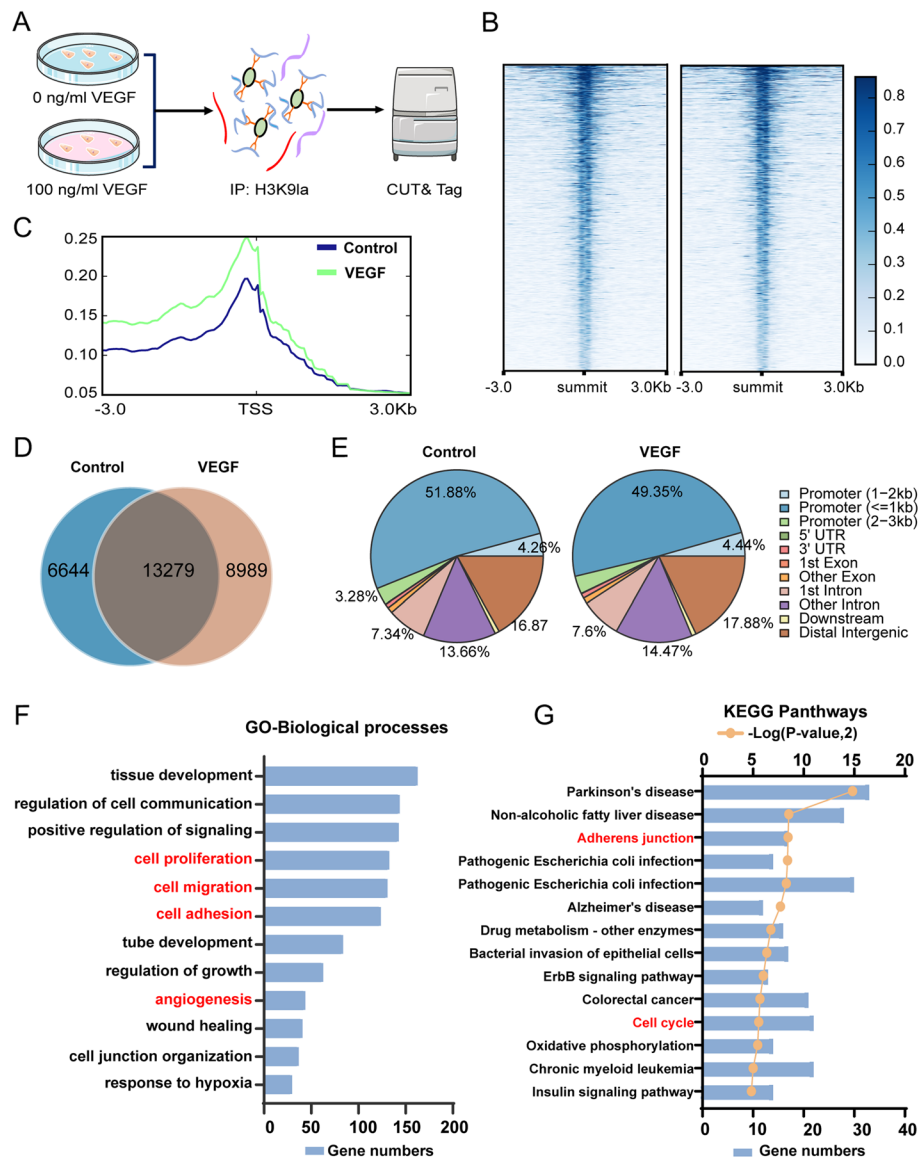 A
0 ng/ml VEGF
100 ng/ml VEGF
IP: H3K9la
CUT& Tag
B
0.8
0.7
0.6
0.5
0.4
0.3
0.2
0.1
0.0
-3.0 summit 3.0Kb
-3.0 summit 3.0Kb
C
0.25
0.20
0.15
0.10
0.05
Control
VEGF
-3.0 TSS 3.0Kb
D
Control VEGF
6644 13279 8989
E
Control VEGF
51.88%
4.26%
3.28%
7.34%
13.66%
16.87
49.35%
4.44%
7.6%
14.47%
17.88%
Promoter (1−2kb)
Promoter (<=1kb)
Promoter (2−3kb)
5' UTR
3' UTR
1st Exon
Other Exon
1st Intron
Other Intron
Downstream
Distal Intergenic
F
GO-Biological processes
tissue development
regulation of cell communication
positive regulation of signaling
cell proliferation
cell migration
cell adhesion
tube development
regulation of growth
angiogenesis
wound healing
cell junction organization
response to hypoxia
0 50 100 150 200
Gene numbers
G
KEGG Panthways
-Log(P-value,2)
0 5 10 15 20
Parkinson's disease
Non-alcoholic fatty liver disease
Adherens junction
Pathogenic Escherichia coli infection
Pathogenic Escherichia coli infection
Alzheimer's disease
Drug metabolism - other enzymes
Bacterial invasion of epithelial cells
ErbB signaling pathway
Colorectal cancer
Cell cycle
Oxidative phosphorylation
Chronic myeloid leukemia
Insulin signaling pathway
0 10 20 30 40
Gene numbers